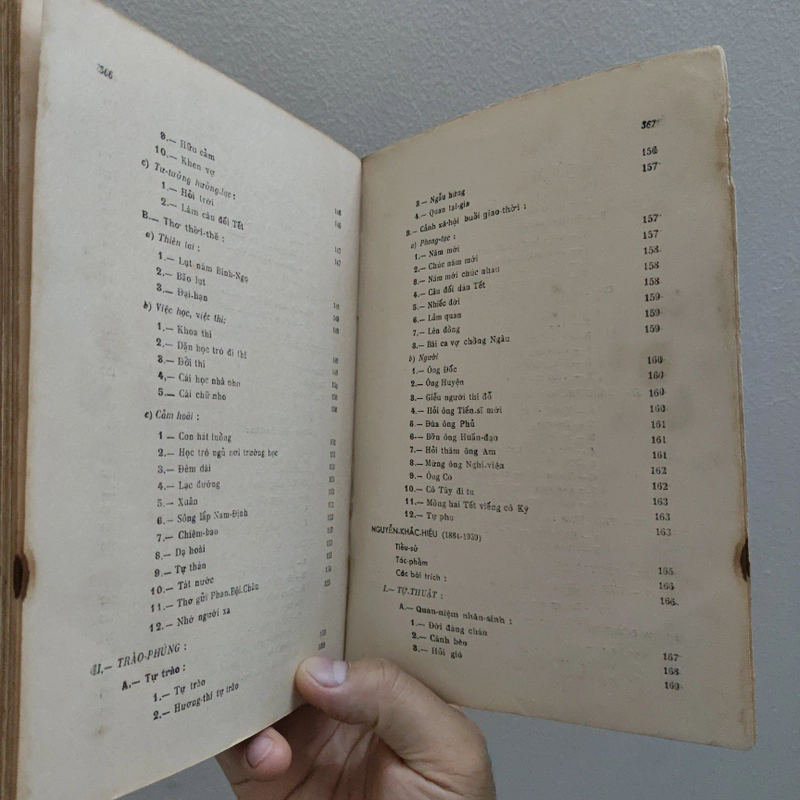 366
9.— Hữu cảm
10.— Khen vợ
c) Tư-tưởng hưởng-lạc :
1.— Hỏi trời
2.— Làm câu đối Tết
B.— Thơ thời-thế :
a) Thiên tai :
1.— Lụt năm Bính-Ngọ
2.— Bão lụt
3.— Đại-hạn
b) Việc học, việc thi:
1.— Khoa thi
2.— Dặn học trò đi thi
3.— Đổi thi
4.— Cái học nhà nho
5.— Cái chữ nho
c) Cảm hoài :
1 — Con hát luồng
2.— Học trò ngủ nơi trường học
3.— Đêm dài
4.— Lạc đường
5.— Xuân
6.— Sông lấp Nam-Định
7.— Chiêm-bao
8.— Dạ hoài
9.— Tự thán
10.— Tát nước
11.— Thơ gửi Phan.Bội.Châu
12.— Nhớ người xa
II.— TRÀO-PHÚNG :
A.— Tự trào :
1.— Tự trào
2.— Hương-thí tự trào
367
3 — Ngẫu hứng 156
4.— Quan tại-gia 157
B.— Cảnh xã-hội buổi giao-thời :
a) Phong-tục :
1.— Năm mới 157
2.— Chúc năm mới 157
3.— Năm mới chúc nhau 158
4.— Câu đối dán Tết 158
5.— Nhiếc đời 158
6.— Lắm quan 159
7.— Lên đồng 159
8.— Bài ca vợ chồng Ngâu 159
b) Người
1.— Ông Đốc 160
2.— Ông Huyện 160
3.— Giễu người thi đỗ 160
4.— Hỏi ông Tiến.sĩ mới 160
5.— Đùa ông Phủ 161
6— Bỡn ông Huấn-đạo 161
7.— Hỏi thăm ông Ấm 161
8.— Mừng ông Nghị-viện 162
9.— Ông Cò 162
10.— Cô Tây đi tu 163
11.— Mồng hai Tết viếng cô Ký 163
12.— Tự phụ 163
NGUYỄN-KHẮC-HIẾU (1884-1939)
Tiểu-sử 165
Tác-phẩm 165
Các bài trích : 166
I.— TỰ.THUẬT :
A.— Quan-niệm nhân-sinh :
1.— Đời đáng chán 167
2.— Cánh bèo 168
3.— Hỏi gió 169